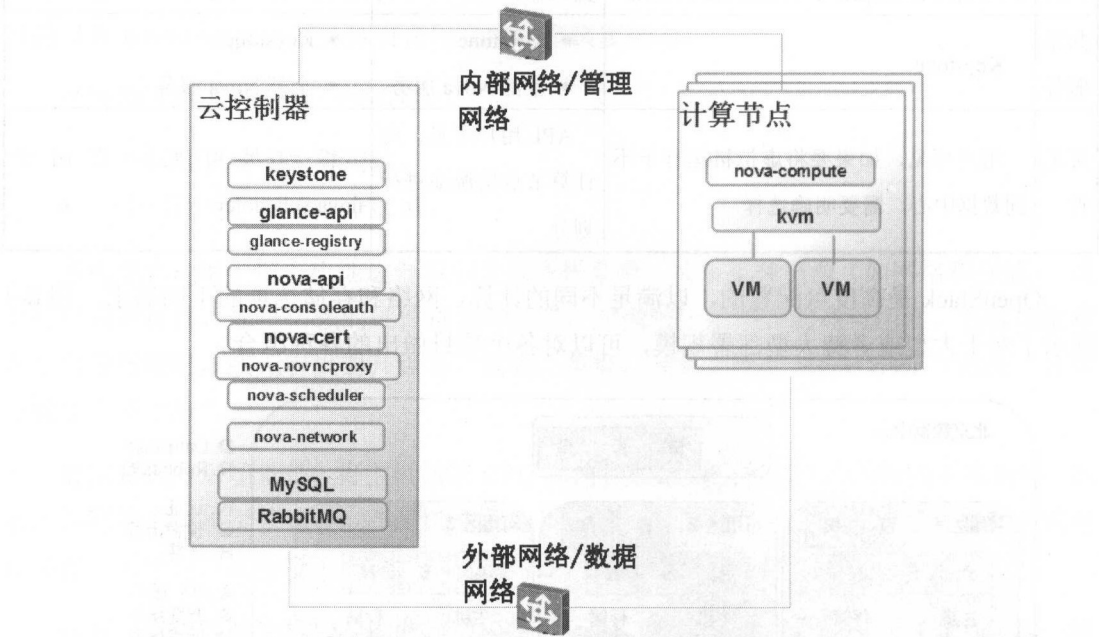 内部网络/管理
网络
云控制器
keystone
glance-api
glance-registry
nova-api
nova-consoleauth
nova-cert
nova-novncproxy
nova-scheduler
nova-network
MySQL
RabbitMQ
计算节点
nova-compute
kvm
VM
VM
外部网络/数据
网络